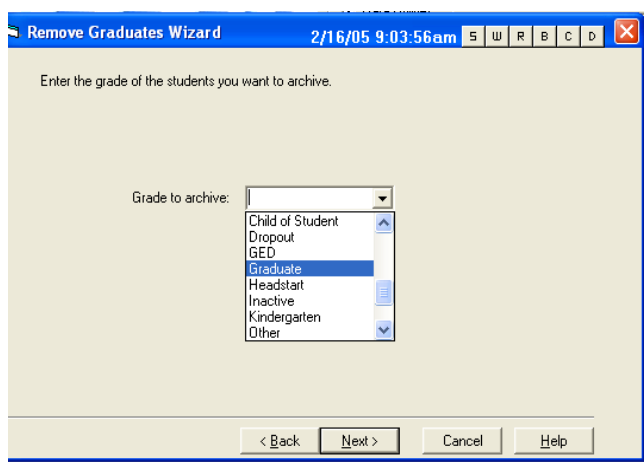 Remove Graduates Wizard 2/16/05 9:03:56am S W R B C D
Enter the grade of the students you want to archive.
Grade to archive:
Child of Student
Dropout
GED
Graduate
Headstart
Inactive
Kindergarten
Other
< Back Next > Cancel Help